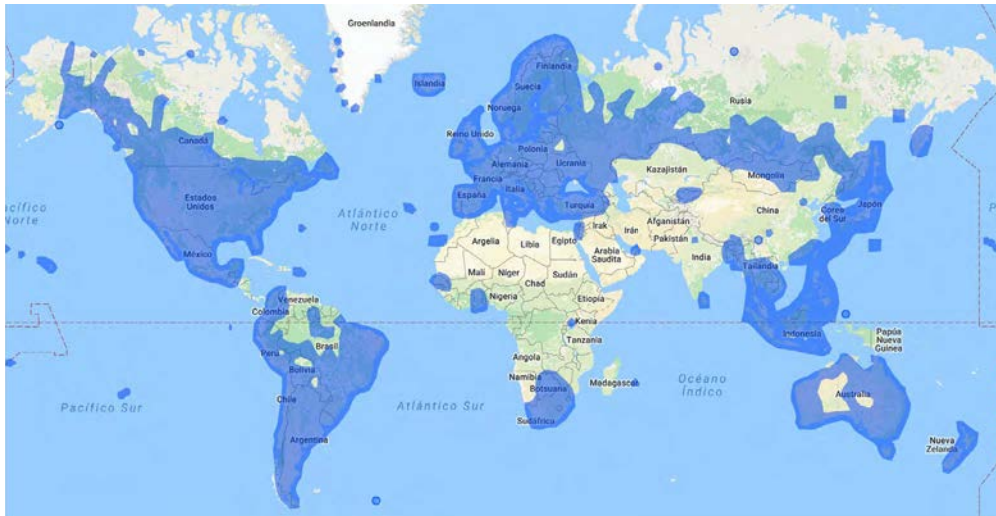 Groenlandia
Islandia
Finlandia
Suecia
Noruega
Rusia
Canadá
Reino Unido
Polonia
Alemania
Ucrania
Francia
Kazajistán
Mongolia
Italia
España
Turquía
Estados
Unidos
Atlántico
Norte
Norte
China
Corea
del Sur
Japón
Irak
Irán
Afganistán
Pakistán
Argelia
Libia
Egipto
Arabia
Saudita
India
México
Malí
Níger
Sudán
Chad
Tailandia
Nigeria
Etiopía
Venezuela
Colombia
Kenia
Indonesia
Papúa
Nueva
Guinea
Tanzania
Perú
Brasil
Angola
Bolivia
Namibia
Botsuana
Madagascar
Océano
Índico
Australia
Chile
Pacífico Sur
Atlántico Sur
Sudáfrica
Argentina
Nueva
Zelanda